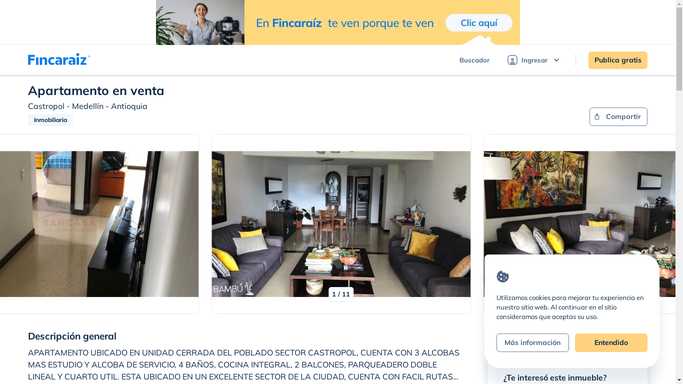 En Fincaraíz te ven porque te ven
Clic aquí
Fincaraíz
Buscador
Ingresar
Publica gratis
Apartamento en venta
Castropol - Medellín - Antioquia
Inmobiliaria
Compartir
BAMBÚ
1 / 11
Utilizamos cookies para mejorar tu experiencia en
nuestro sitio web. Al continuar en el sitio
consideramos que aceptas su uso.
Más información
Entendido
Descripción general
APARTAMENTO UBICADO EN UNIDAD CERRADA DEL POBLADO SECTOR CASTROPOL, CUENTA CON 3 ALCOBAS
MAS ESTUDIO Y ALCOBA DE SERVICIO, 4 BAÑOS, COCINA INTEGRAL, 2 BALCONES, PARQUEADERO DOBLE
LINEAL Y CUARTO UTIL. ESTA UBICADO EN UN EXCELENTE SECTOR DE LA CIUDAD, CUENTA CON FACIL RUTAS...
¿Te interesó este inmueble?